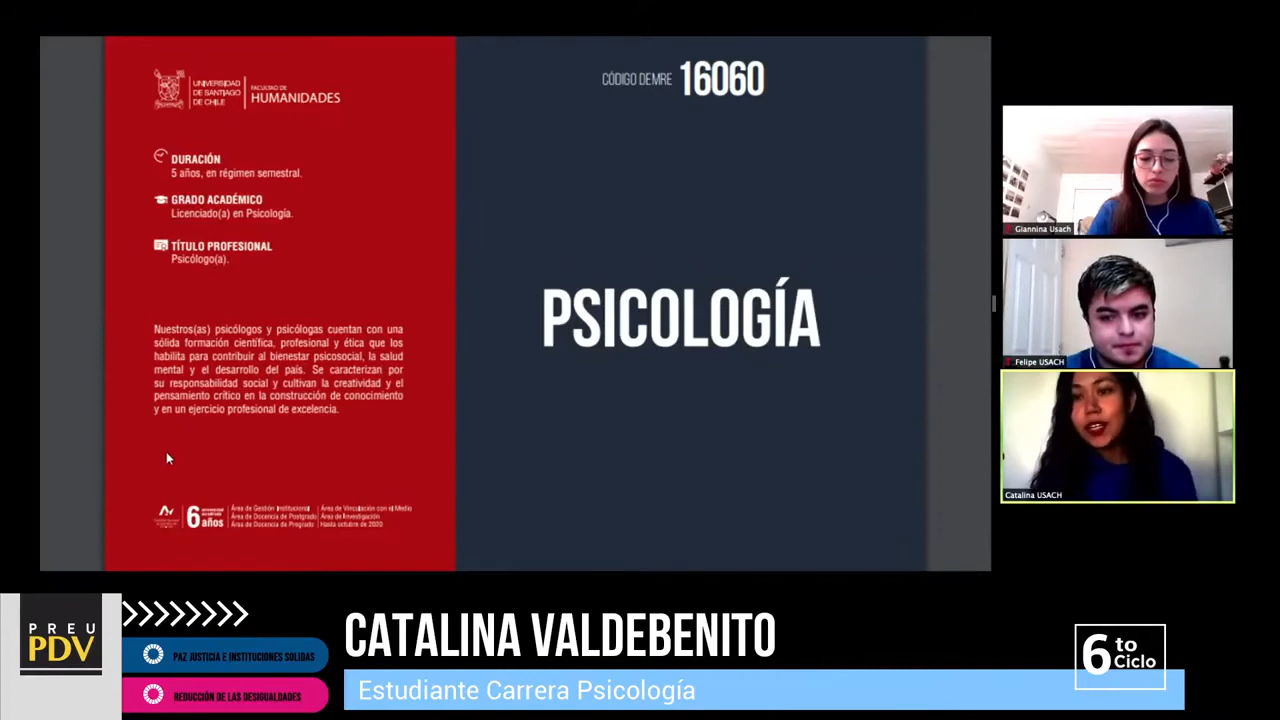 UNIVERSIDAD
DE SANTIAGO
DE CHILE
FACULTAD DE
HUMANIDADES
DURACIÓN
5 años, en régimen semestral.
GRADO ACADÉMICO
Licenciado(a) en Psicología.
TÍTULO PROFESIONAL
Psicólogo(a).
Nuestros(as) psicólogos y psicólogas cuentan con una
sólida formación científica, profesional y ética que los
habilita para contribuir al bienestar psicosocial, la salud
mental y el desarrollo del país. Se caracterizan por
su responsabilidad social y cultivan la creatividad y el
pensamiento crítico en la construcción de conocimiento
y en un ejercicio profesional de excelencia.
6 años
Área de Gestión Institucional
Área de Docencia de Postgrado
Área de Docencia de Pregrado
Área de Vinculación con el Medio
Área de Investigación
Hasta octubre de 2020
CÓDIGO DEMRE 16060
PSICOLOGÍA
Giannina Usach
Felipe USACH
Catalina USACH
PREU
PDV
PAZ JUSTICIA E INSTITUCIONES SOLIDAS
REDUCCIÓN DE LAS DESIGUALDADES
CATALINA VALDEBENITO
Estudiante Carrera Psicología
6to
Ciclo